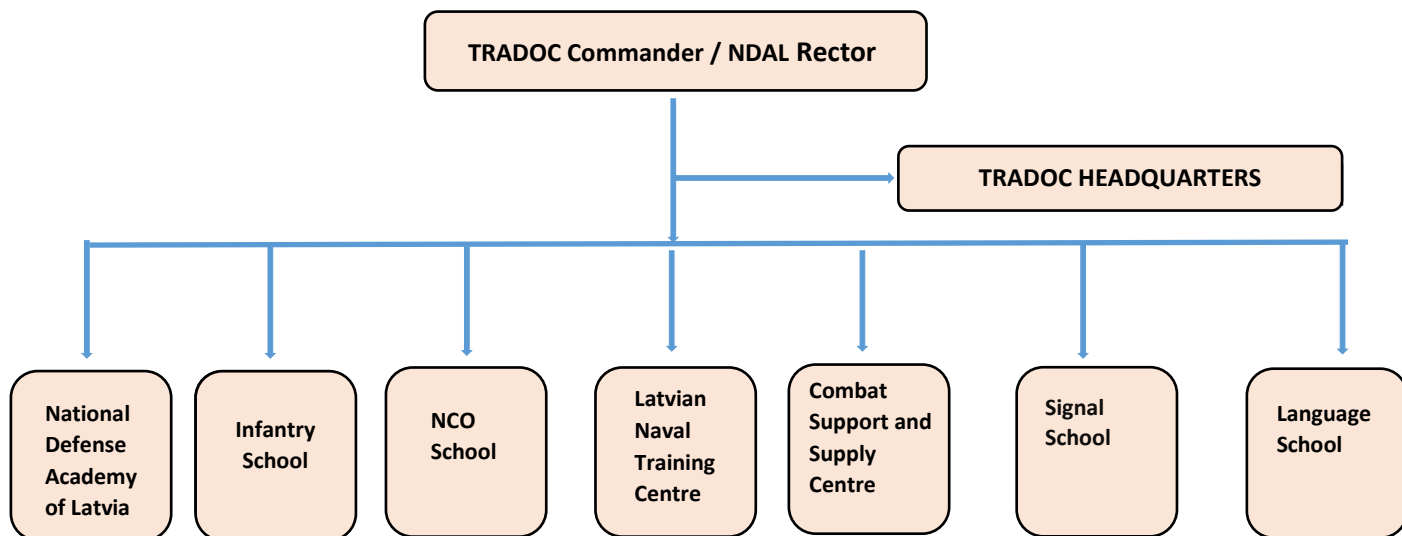 TRADOC Commander / NDAL Rector
TRADOC HEADQUARTERS
National
Defense
Academy
of Latvia
Infantry
School
NCO
School
Latvian
Naval
Training
Centre
Combat
Support and
Supply
Centre
Signal
School
Language
School